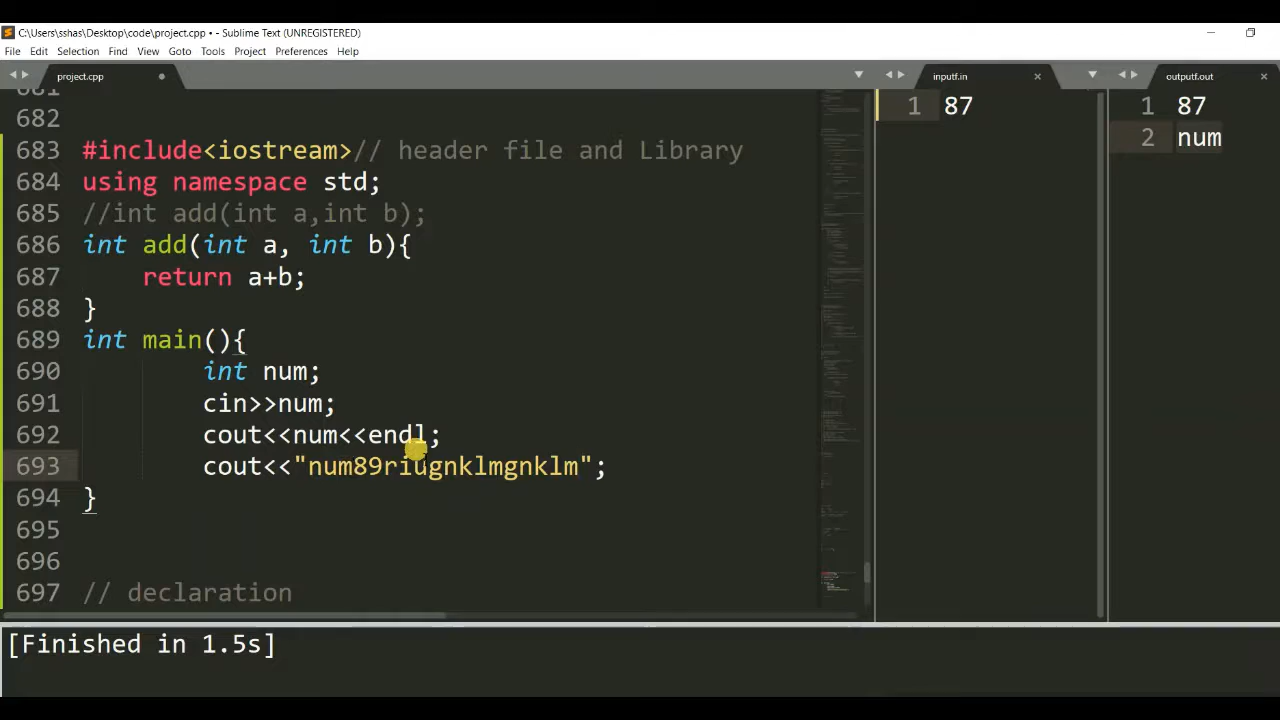 C:\Users\sshas\Desktop\code\project.cpp • - Sublime Text (UNREGISTERED)
File Edit Selection Find View Goto Tools Project Preferences Help
project.cpp
inputf.in
outputf.out
681
682
683 #include<iostream>// header file and Library
684 using namespace std;
685 //int add(int a,int b);
686 int add(int a, int b){
687 return a+b;
688 }
689 int main(){
690 int num;
691 cin>>num;
692 cout<<num<<endl;
693 cout<<"num89riugnklmgnklm";
694 }
695
696
697 // declaration
1 87
1 87
2 num
[Finished in 1.5s]